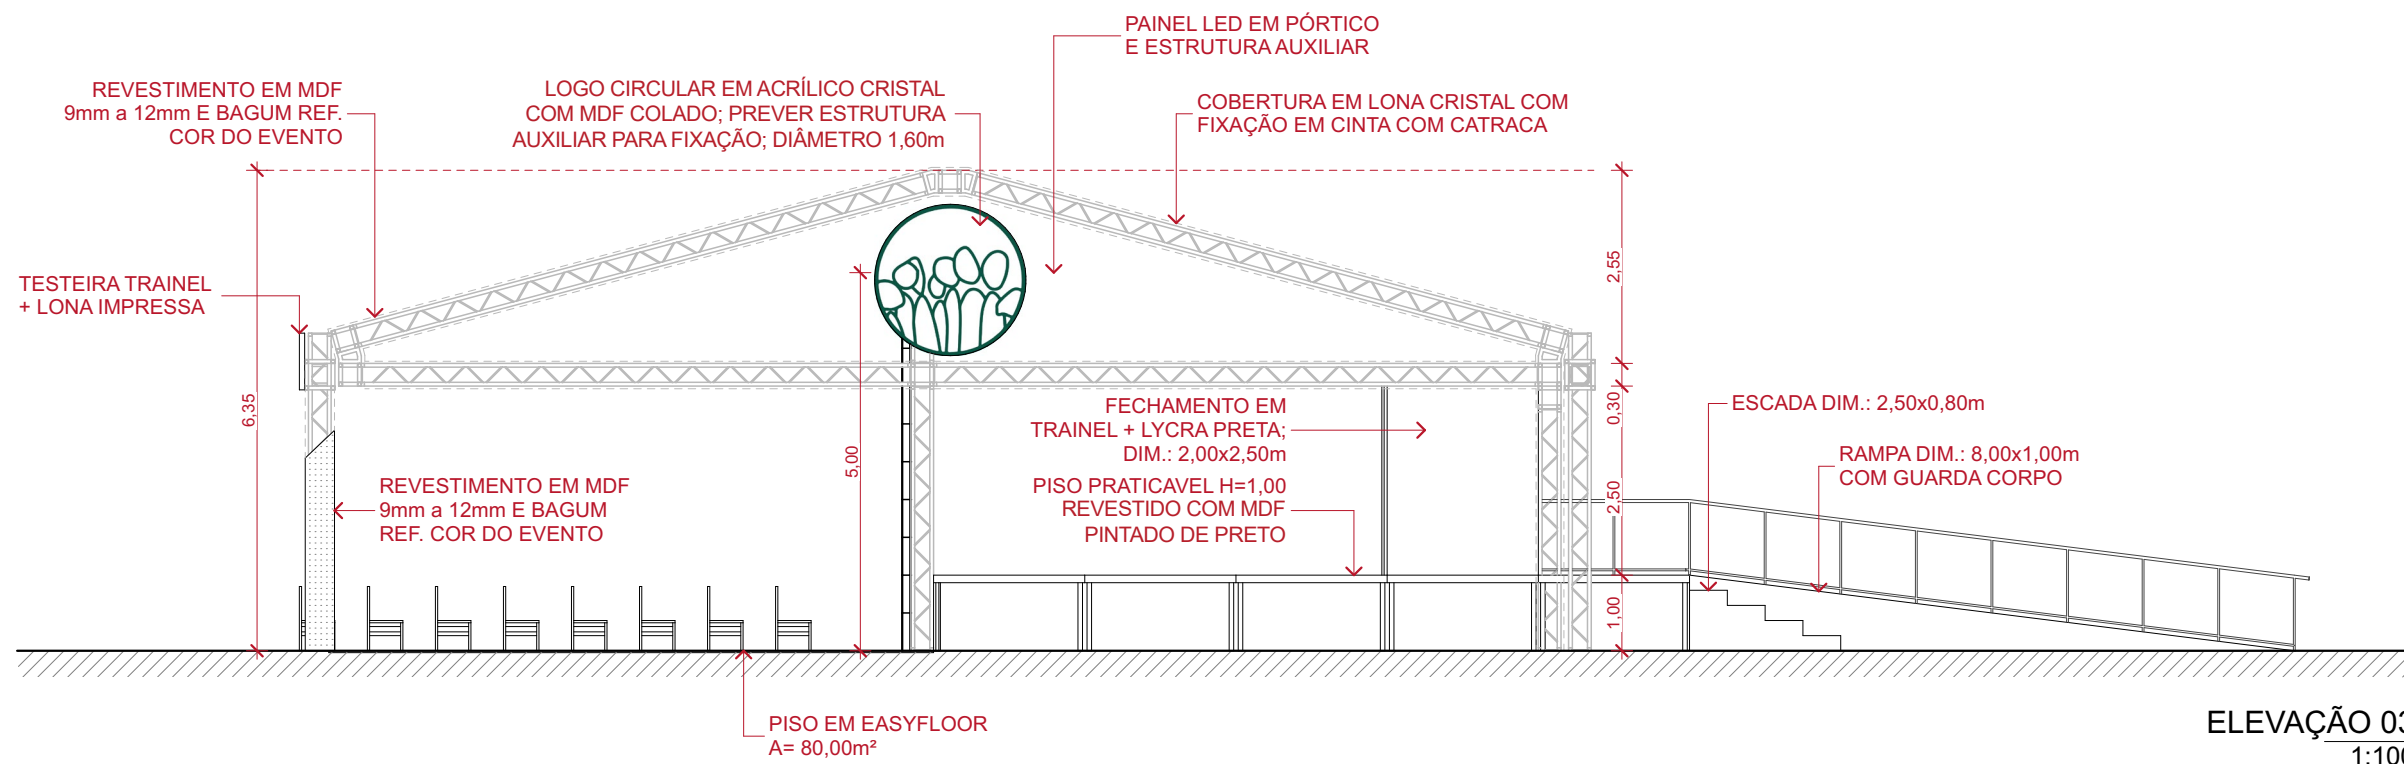 PAINEL LED EM PÓRTICO
E ESTRUTURA AUXILIAR
REVESTIMENTO EM MDF
9mm a 12mm E BAGUM REF.
COR DO EVENTO
LOGO CIRCULAR EM ACRÍLICO CRISTAL
COM MDF COLADO; PREVER ESTRUTURA
AUXILIAR PARA FIXAÇÃO; DIÂMETRO 1,60m
COBERTURA EM LONA CRISTAL COM
FIXAÇÃO EM CINTA COM CATRACA
TESTEIRA TRAINEL
+ LONA IMPRESSA
6,35
5,00
2,55
0,30
2,50
1,00
FECHAMENTO EM
TRAINEL + LYCRA PRETA;
DIM.: 2,00x2,50m
ESCADA DIM.: 2,50x0,80m
RAMPA DIM.: 8,00x1,00m
COM GUARDA CORPO
REVESTIMENTO EM MDF
9mm a 12mm E BAGUM
REF. COR DO EVENTO
PISO PRATICAVEL H=1,00
REVESTIDO COM MDF
PINTADO DE PRETO
PISO EM EASYFLOOR
A= 80,00m²
ELEVAÇÃO 03
1:100